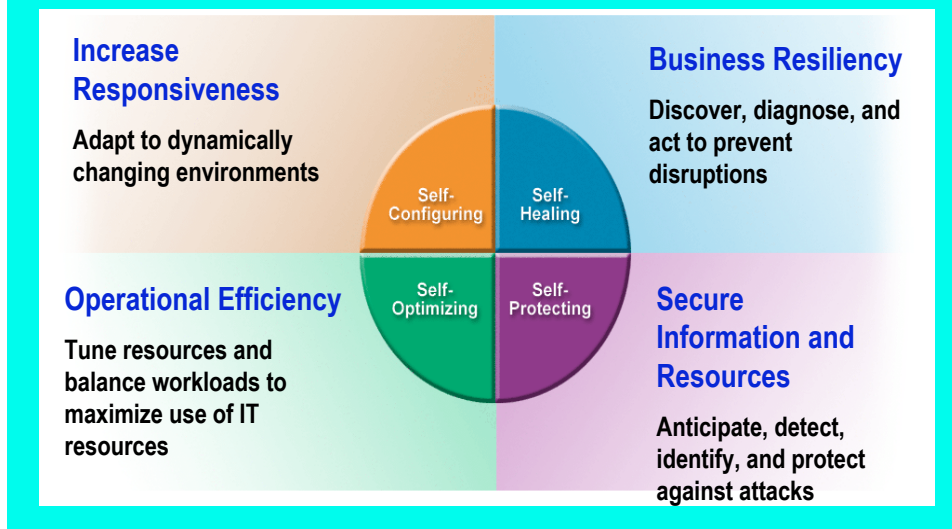 Increase
Responsiveness
Adapt to dynamically
changing environments
Business Resiliency
Discover, diagnose, and
act to prevent
disruptions
Self-
Configuring
Self-
Healing
Self-
Optimizing
Self-
Protecting
Operational Efficiency
Tune resources and
balance workloads to
maximize use of IT
resources
Secure
Information and
Resources
Anticipate, detect,
identify, and protect
against attacks